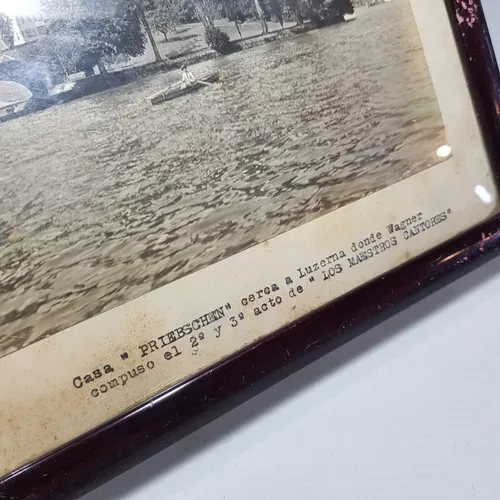 Casa " PRIEBSCHEN" cerca a Luzerna donde Wagner
compuso el 2º y 3º acto de " LOS MAESTROS CANTORES"